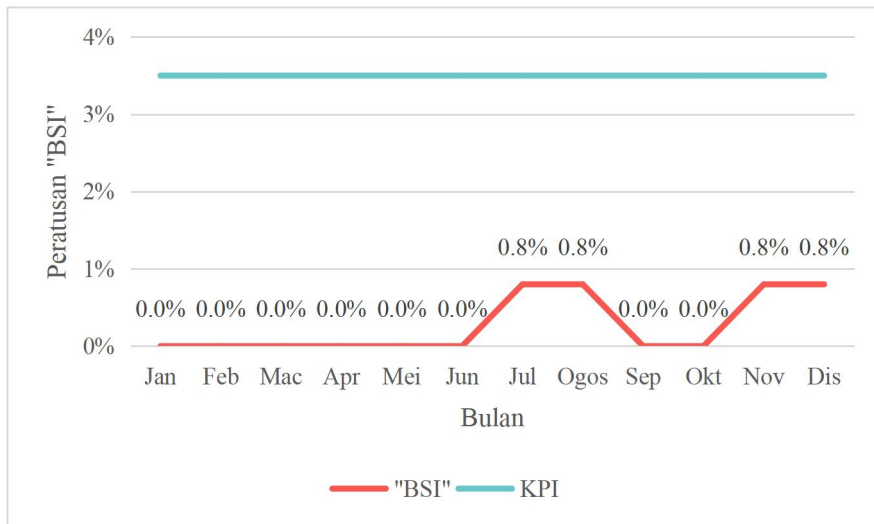 4%
3%
2%
1%
0%
Peratusan "BSI"
0.8% 0.8% 0.8% 0.8%
0.0% 0.0% 0.0% 0.0% 0.0% 0.0% 0.0% 0.0%
Jan Feb Mac Apr Mei Jun Jul Ogos Sep Okt Nov Dis
Bulan
"BSI" KPI